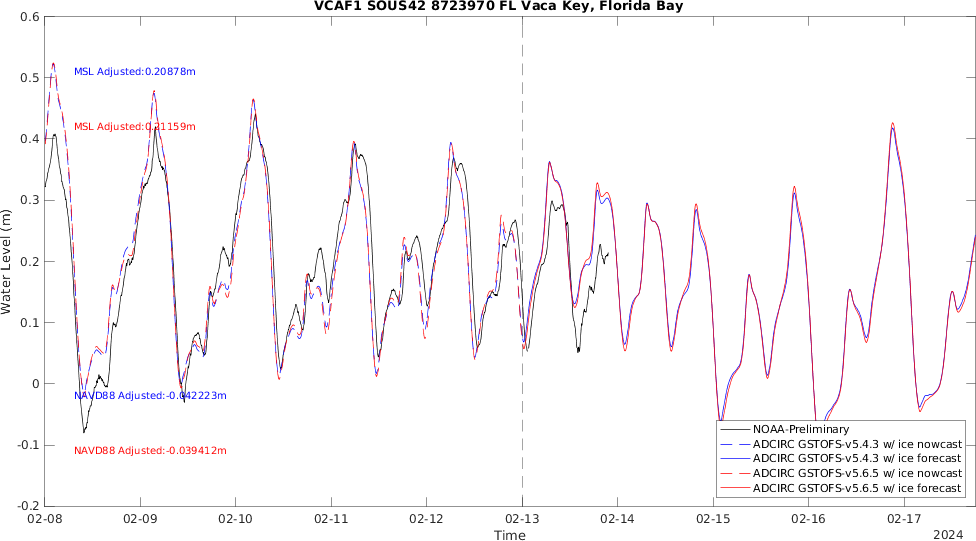 VCAF1 SOUS42 8723970 FL Vaca Key, Florida Bay
0.6
0.5
0.4
0.3
0.2
0.1
0
-0.1
-0.2
Water Level (m)
MSL Adjusted:0.20878m
MSL Adjusted:0.21159m
NAVD88 Adjusted:-0.042223m
NAVD88 Adjusted:-0.039412m
NOAA-Preliminary
ADCIRC GSTOFS-v5.4.3 w/ ice nowcast
ADCIRC GSTOFS-v5.4.3 w/ ice forecast
ADCIRC GSTOFS-v5.6.5 w/ ice nowcast
ADCIRC GSTOFS-v5.6.5 w/ ice forecast
02-08 02-09 02-10 02-11 02-12 02-13 02-14 02-15 02-16 02-17
Time
2024